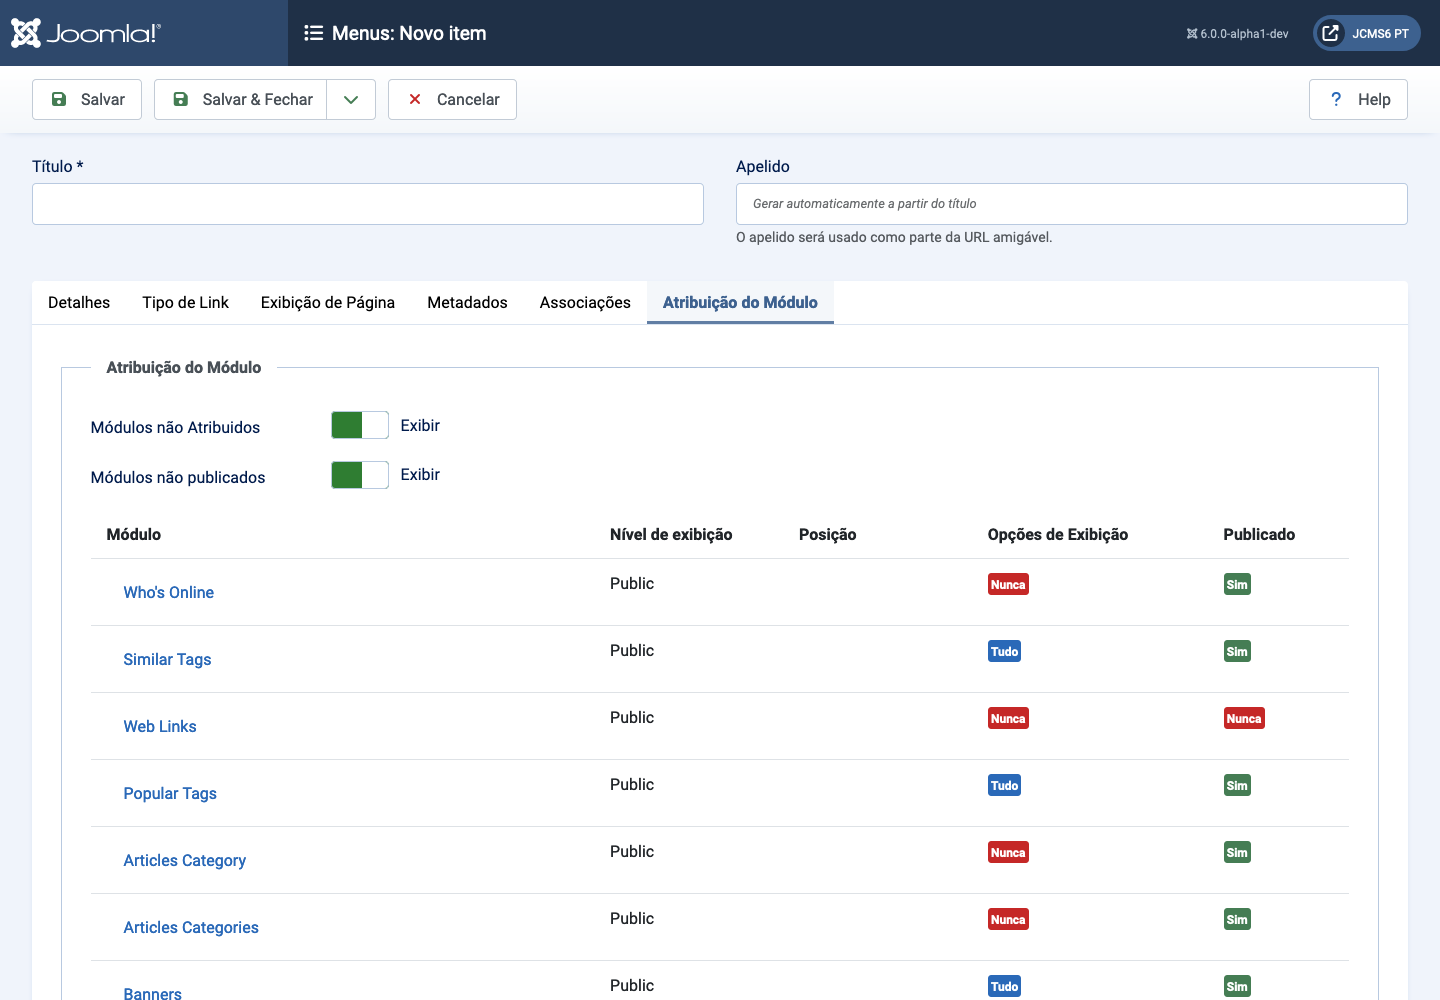 Joomla!®
Menus: Novo item
6.0.0-alpha1-dev
JCMS6 PT
Salvar
Salvar & Fechar
Cancelar
? Help
Título *
Apelido
Gerar automaticamente a partir do título
O apelido será usado como parte da URL amigável.
Detalhes Tipo de Link Exibição de Página Metadados Associações Atribuição do Módulo
Atribuição do Módulo
Módulos não Atribuidos Exibir
Módulos não publicados Exibir
Módulo Nível de exibição Posição Opções de Exibição Publicado
Who's Online Public Nunca Sim
Similar Tags Public Tudo Sim
Web Links Public Nunca Nunca
Popular Tags Public Tudo Sim
Articles Category Public Nunca Sim
Articles Categories Public Nunca Sim
Banners Public Tudo Sim